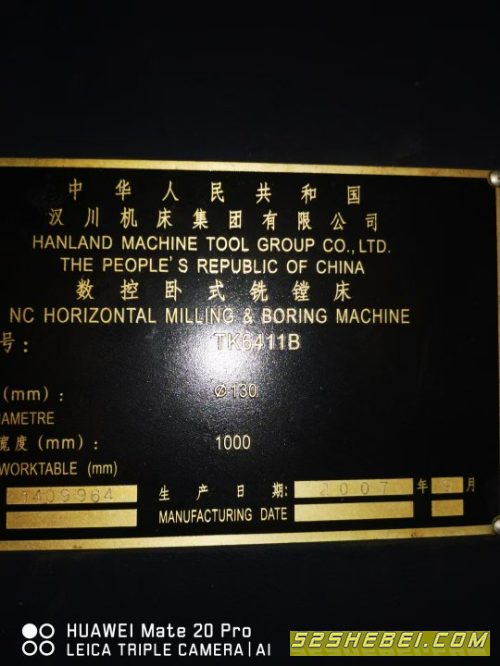 中华人民共和国
汉川机床集团有限公司
HANLAND MACHINE TOOL GROUP CO., LTD.
THE PEOPLE'S REPUBLIC OF CHINA
数控卧式铣镗床
NC HORIZONTAL MILLING & BORING MACHINE
号: TK6411B
(mm): Ø130
AMETRE
宽度 (mm): 1000
WORKTABLE (mm)
1409964 生产日期: 2007 年 9 月
MANUFACTURING DATE
HUAWEI Mate 20 Pro
LEICA TRIPLE CAMERA | AI
52SHEBEI.COM